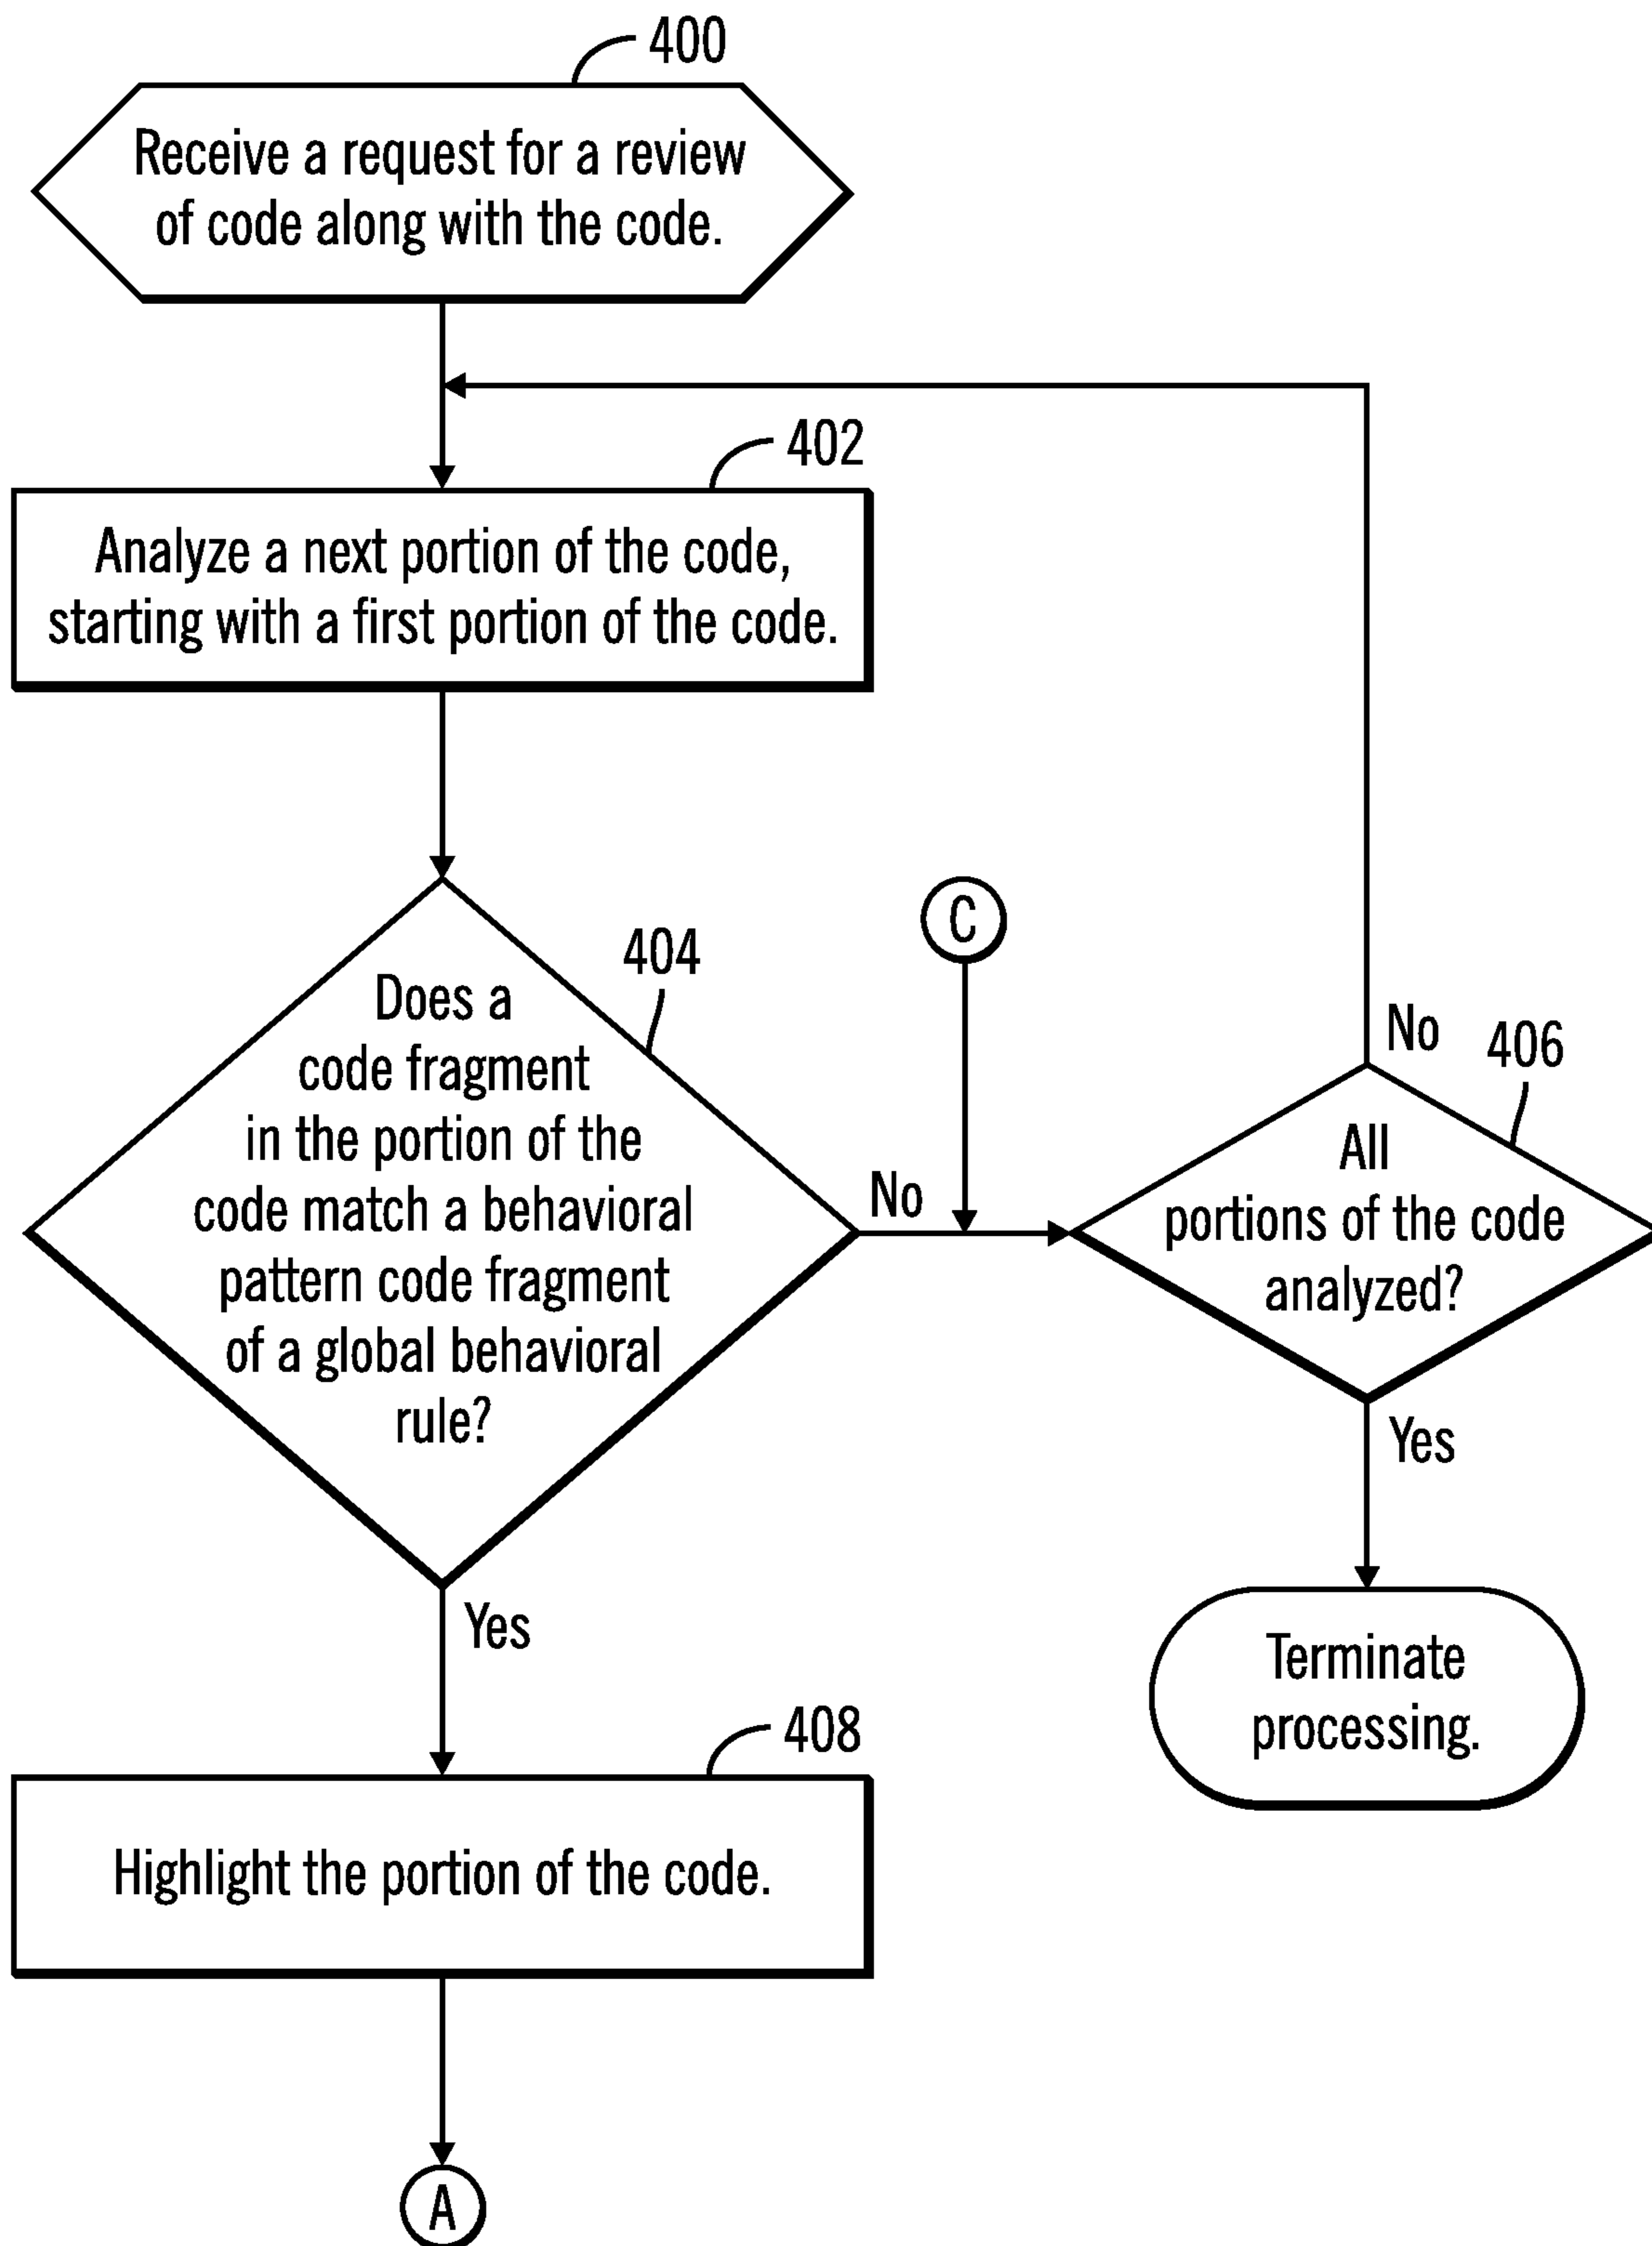 400
Receive a request for a review
of code along with the code.
402
Analyze a next portion of the code,
starting with a first portion of the code.
404
Does a
code fragment
in the portion of the
code match a behavioral
pattern code fragment
of a global behavioral
rule?
No
C
No
406
All
portions of the code
analyzed?
Yes
Terminate
processing.
Yes
408
Highlight the portion of the code.
A